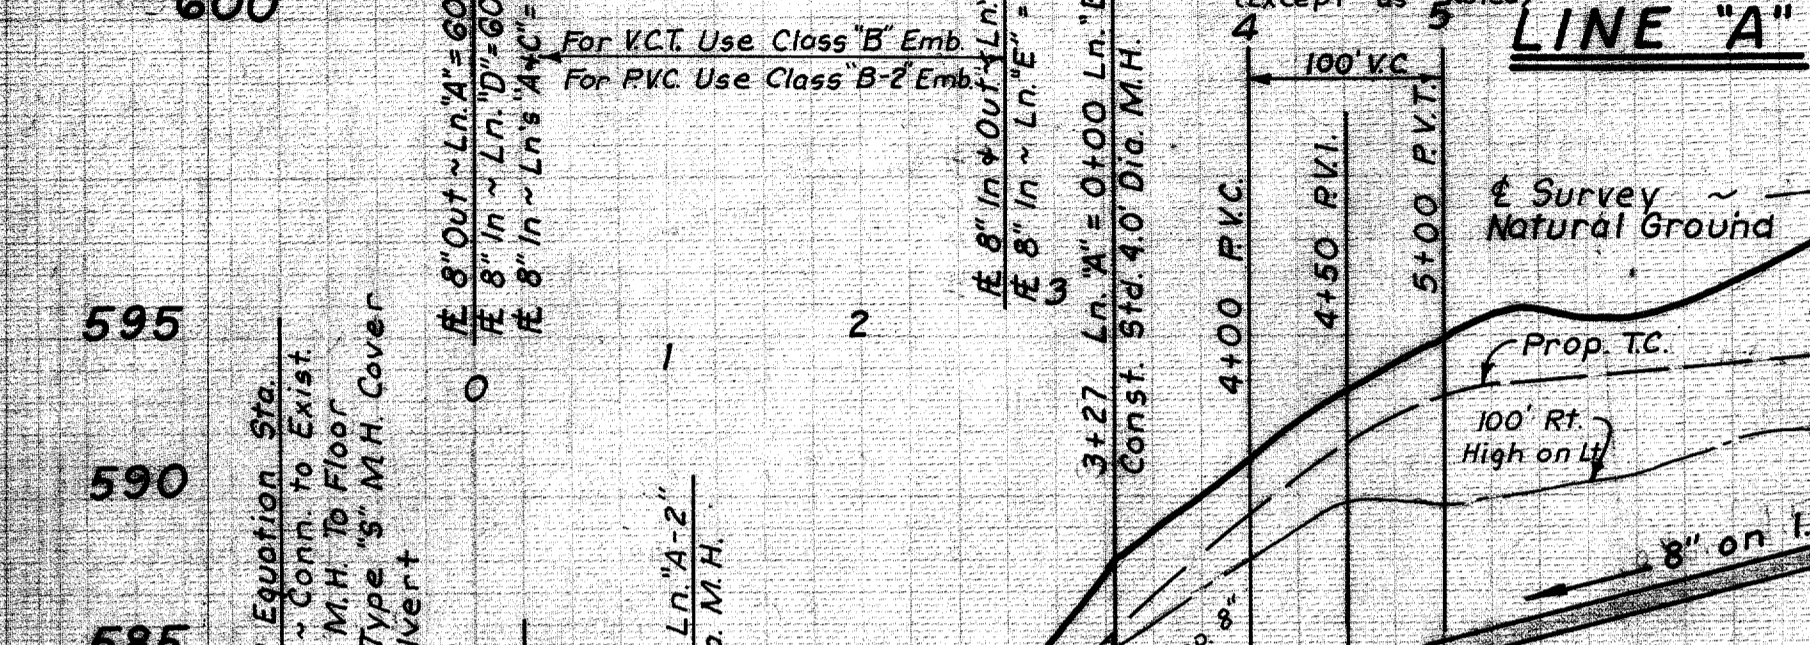 600
℄ 8" Out ~ Ln. "A" = 60
℄ 8" In ~ Ln. "D" = 60
℄ 8" In ~ Ln's "A & C" =
For V.C.T. Use Class "B" Emb.
For P.V.C. Use Class "B-2" Emb.
℄ 8" In & Out ~ Ln.
℄ 8" In ~ Ln. "E" =
3+27 Ln. "A" = 0+00 Ln. "E
Const. Std. 4.0' Dia. M.H.
4
5
100' V.C.
4+00 P.V.C.
4+50 P.V.I.
5+00 P.V.T.
LINE "A"
℄ Survey ~
Natural Ground
Prop. T.C.
100' Rt.
High on Lt.
8" on 1.
595
0
1
2
3
590
Equation Sta.
~ Conn. to Exist.
M.H. To Floor
Type "S" M.H. Cover
lvert
Ln. "A-2"
M.H.
8"
585